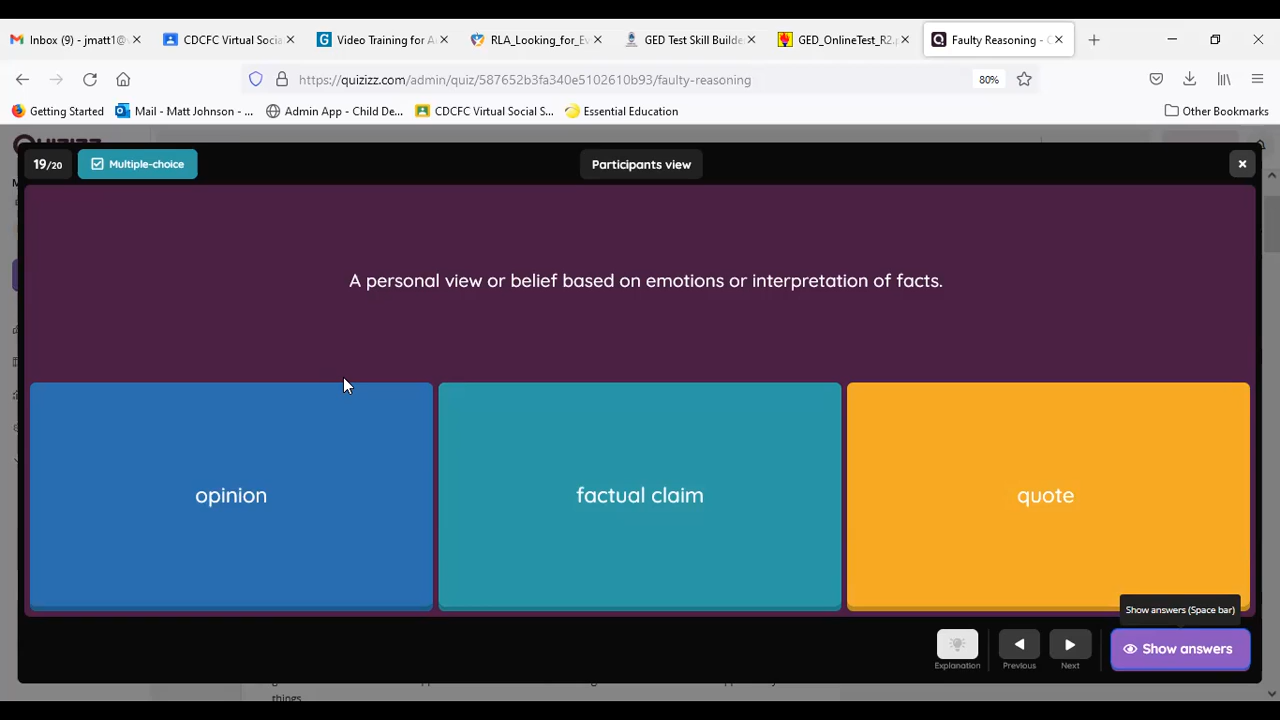 Inbox (9) - jmatt1@
CDCFC Virtual Socia
Video Training for A
RLA_Looking_for_Ev
GED Test Skill Builde
GED_OnlineTest_R2.
Faulty Reasoning -
https://quizizz.com/admin/quiz/587652b3fa340e5102610b93/faulty-reasoning
80%
Getting Started
Mail - Matt Johnson - ...
Admin App - Child De...
CDCFC Virtual Social S...
Essential Education
Other Bookmarks
19/20
Multiple-choice
Participants view
A personal view or belief based on emotions or interpretation of facts.
opinion
factual claim
quote
Show answers (Space bar)
Explanation
Previous
Next
Show answers
things.